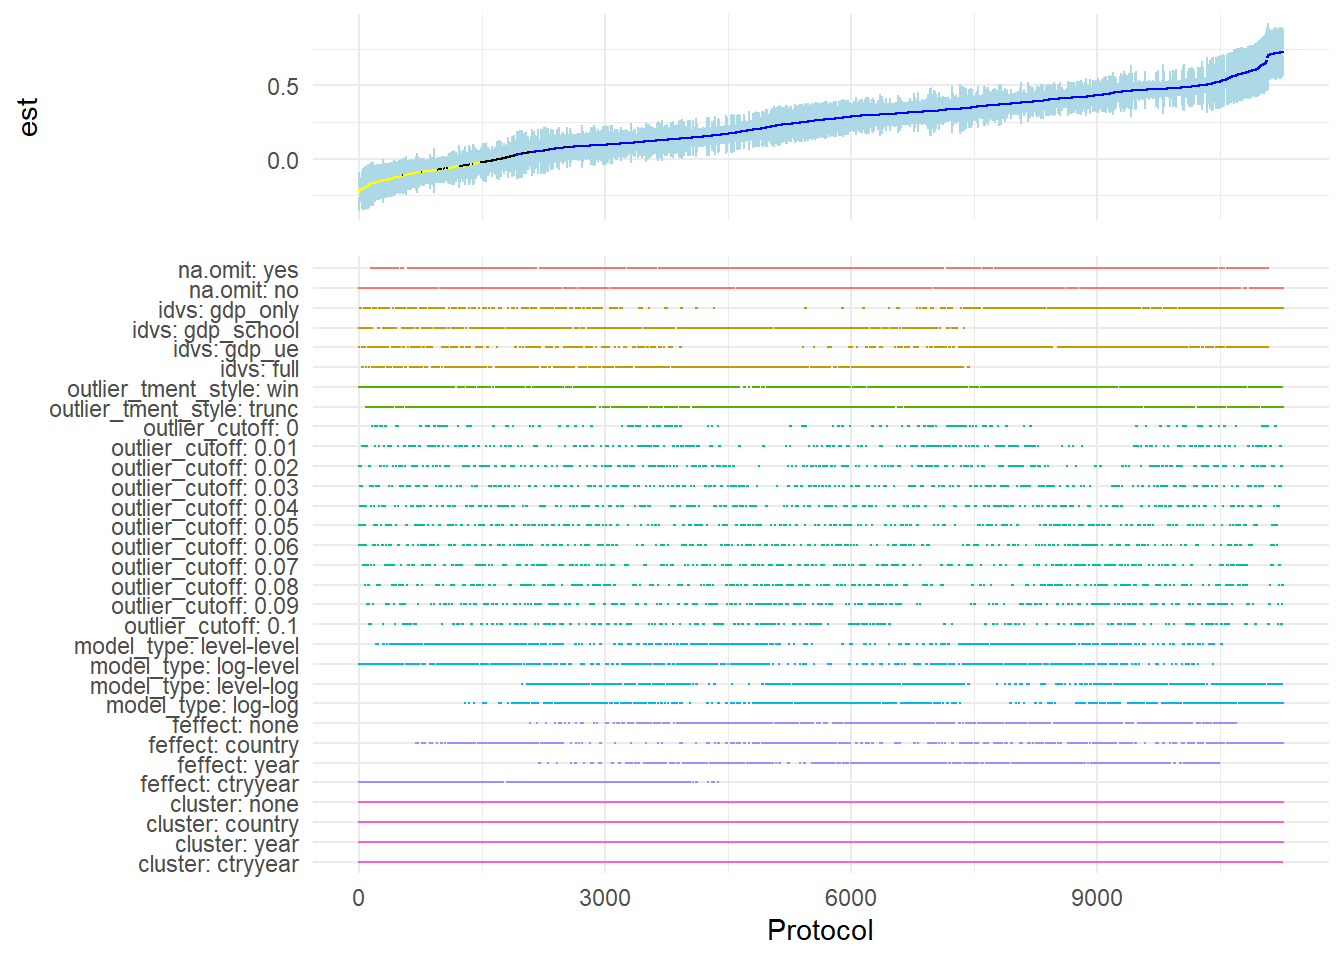 est
0.5
0.0
na.omit: yes
na.omit: no
idvs: gdp_only
idvs: gdp_school
idvs: gdp_ue
idvs: full
outlier_tment_style: win
outlier_tment_style: trunc
outlier_cutoff: 0
outlier_cutoff: 0.01
outlier_cutoff: 0.02
outlier_cutoff: 0.03
outlier_cutoff: 0.04
outlier_cutoff: 0.05
outlier_cutoff: 0.06
outlier_cutoff: 0.07
outlier_cutoff: 0.08
outlier_cutoff: 0.09
outlier_cutoff: 0.1
model_type: level-level
model_type: log-level
model_type: level-log
model_type: log-log
feffect: none
feffect: country
feffect: year
feffect: ctryyear
cluster: none
cluster: country
cluster: year
cluster: ctryyear
0 3000 6000 9000
Protocol